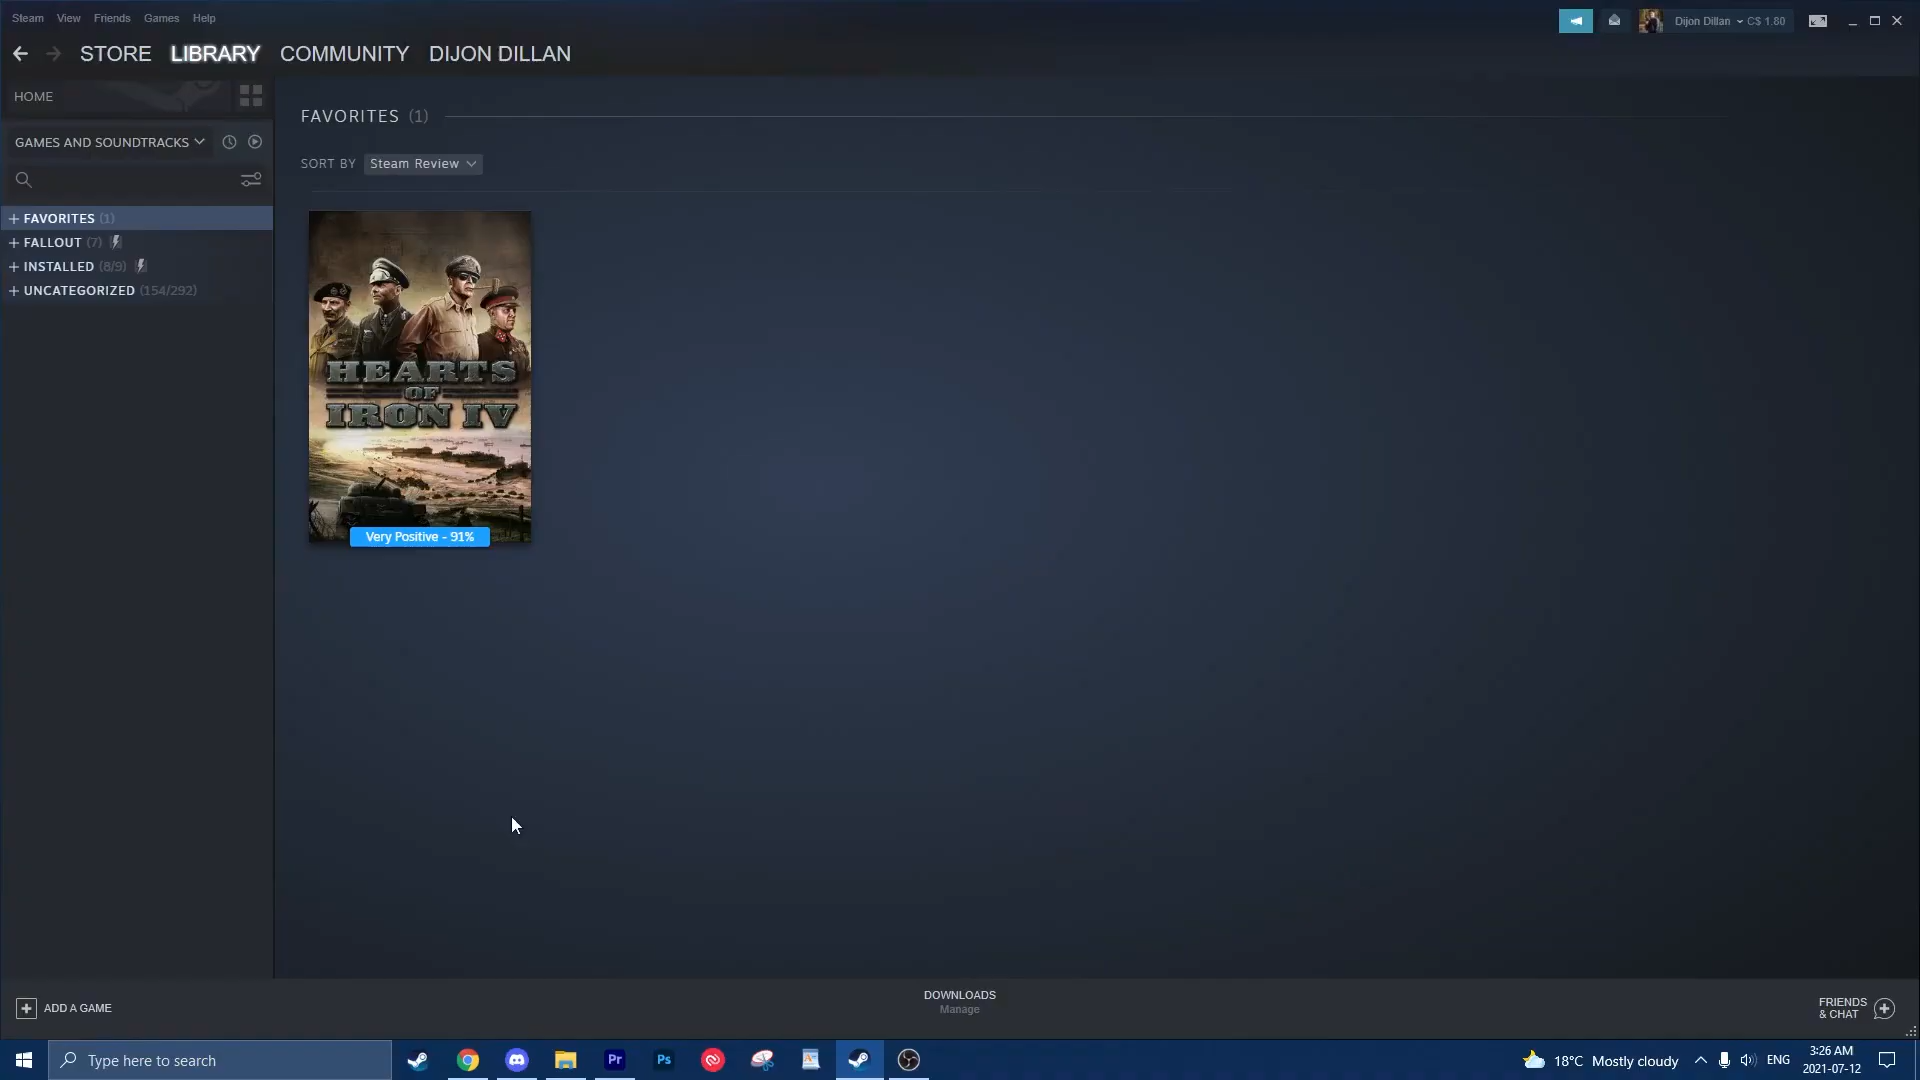 Steam View Friends Games Help
Dijon Dillan C$ 1.80
STORE LIBRARY COMMUNITY DIJON DILLAN
HOME
GAMES AND SOUNDTRACKS
FAVORITES (1)
FALLOUT (7)
INSTALLED (8/9)
UNCATEGORIZED (154/292)
FAVORITES (1)
SORT BY Steam Review
HEARTS
OF
IRON IV
Very Positive - 91%
ADD A GAME
DOWNLOADS
Manage
FRIENDS
& CHAT
Type here to search
Pr
Ps
18°C Mostly cloudy
ENG
3:26 AM
2021-07-12